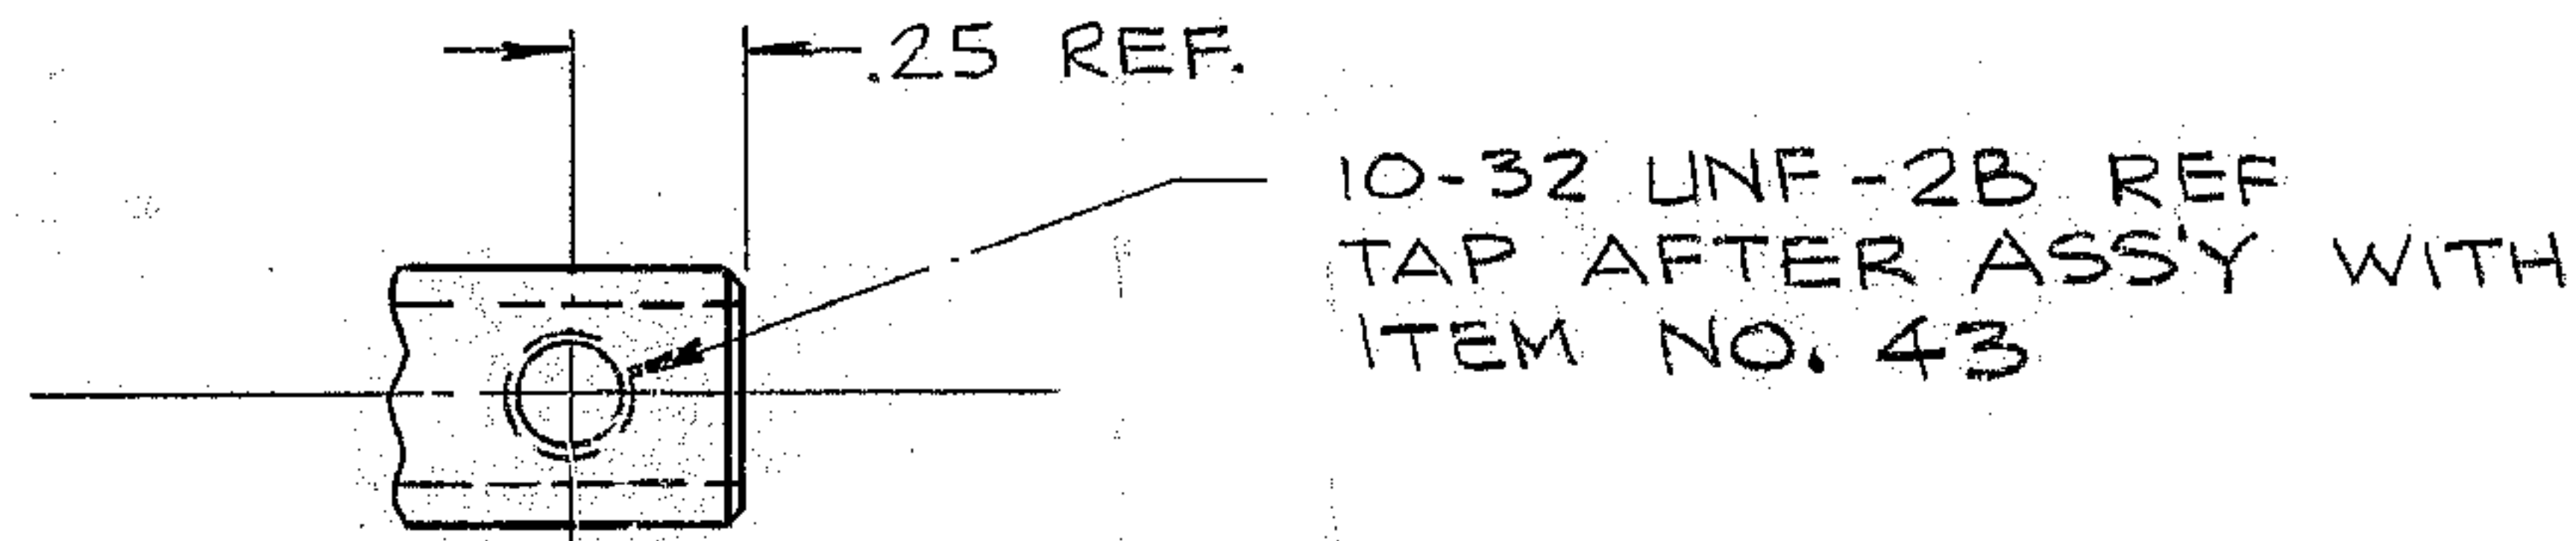 .25 REF.
10-32 UNF-2B REF
TAP AFTER ASS'Y WITH
ITEM NO. 43